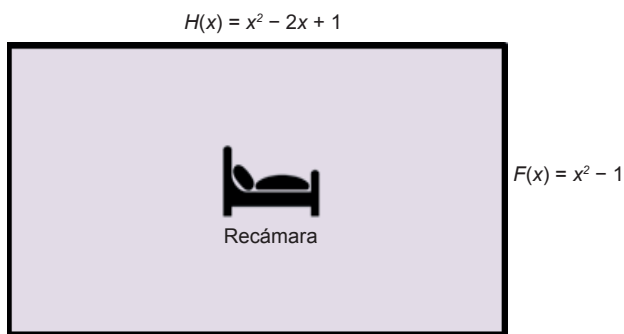 H(x) = x² − 2x + 1
F(x) = x² − 1
Recámara